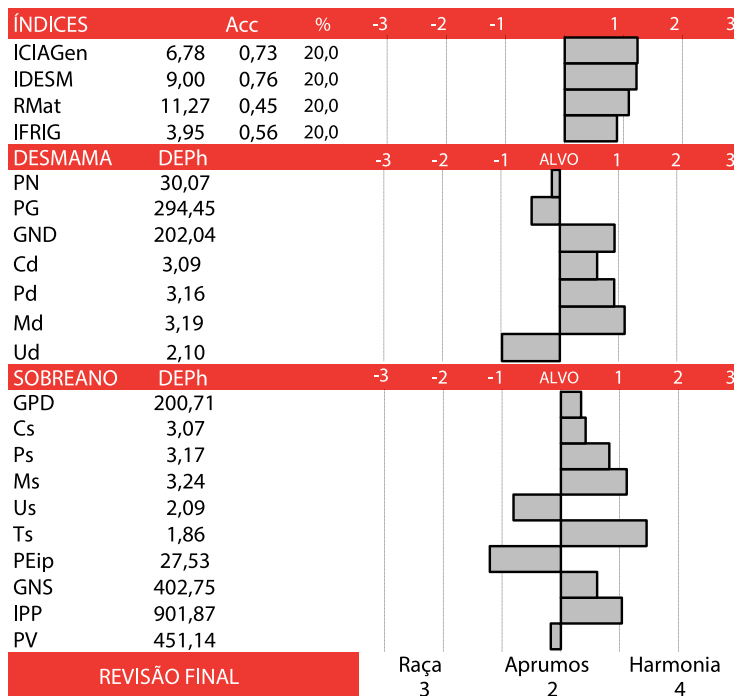 ÍNDICES Acc % -3 -2 -1 1 2 3
ICIAGen 6,78 0,73 20,0
IDESM 9,00 0,76 20,0
RMat 11,27 0,45 20,0
IFRIG 3,95 0,56 20,0
DESMAMA DEPh -3 -2 -1 ALVO 1 2 3
PN 30,07
PG 294,45
GND 202,04
Cd 3,09
Pd 3,16
Md 3,19
Ud 2,10
SOBREANO DEPh -3 -2 -1 ALVO 1 2 3
GPD 200,71
Cs 3,07
Ps 3,17
Ms 3,24
Us 2,09
Ts 1,86
PEip 27,53
GNS 402,75
IPP 901,87
PV 451,14
REVISÃO FINAL Raça Aprumos Harmonia
3 2 4